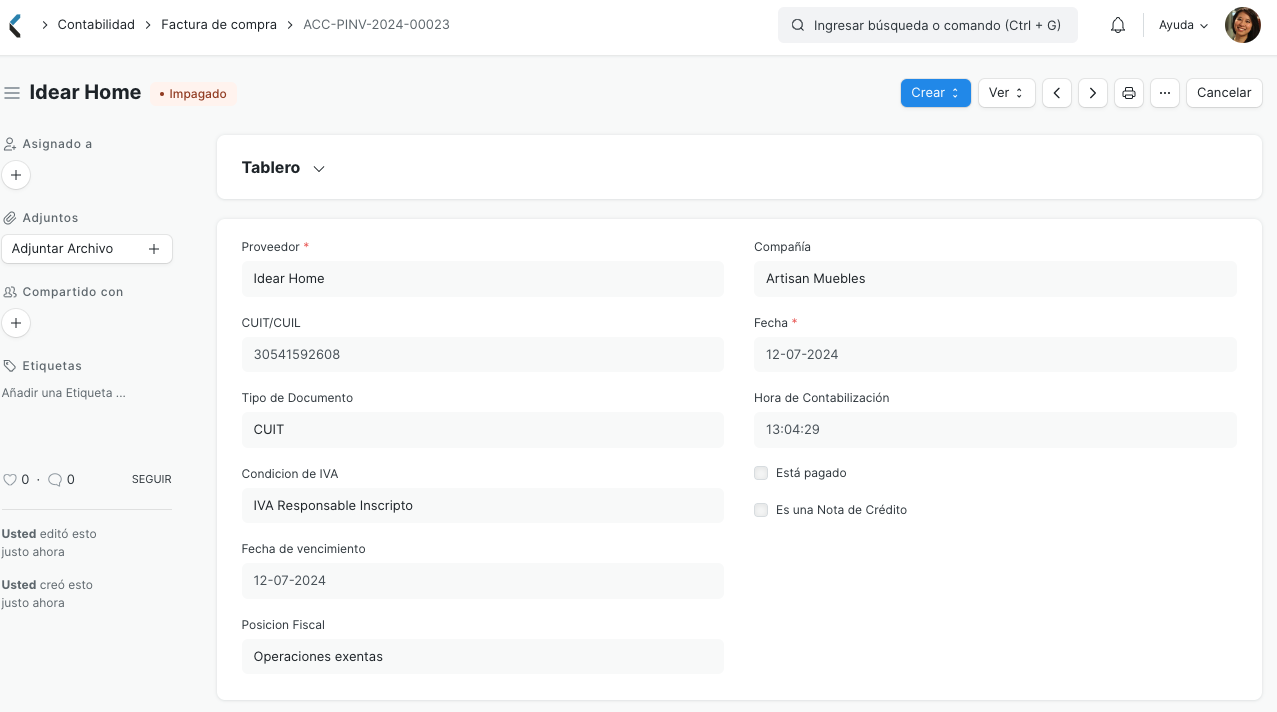 Contabilidad
Factura de compra
ACC-PINV-2024-00023
Ingresar búsqueda o comando (Ctrl + G)
Ayuda
Idear Home
• Impagado
Crear
Ver
Cancelar
Asignado a
Adjuntos
Adjuntar Archivo
Compartido con
Etiquetas
Añadir una Etiqueta ...
0 · 0
SEGUIR
Usted editó esto
justo ahora
Usted creó esto
justo ahora
Tablero
Proveedor *
Idear Home
CUIT/CUIL
30541592608
Tipo de Documento
CUIT
Condicion de IVA
IVA Responsable Inscripto
Fecha de vencimiento
12-07-2024
Posicion Fiscal
Operaciones exentas
Compañía
Artisan Muebles
Fecha *
12-07-2024
Hora de Contabilización
13:04:29
Está pagado
Es una Nota de Crédito